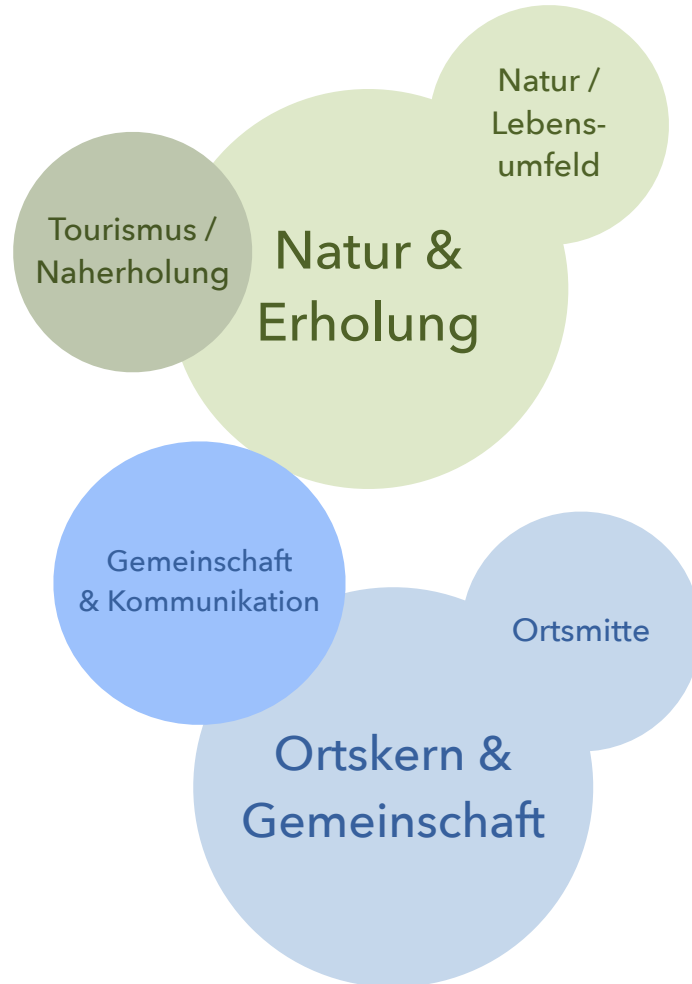 Natur /
Lebens-
umfeld
Tourismus /
Naherholung
Natur &
Erholung
Gemeinschaft
& Kommunikation
Ortsmitte
Ortskern &
Gemeinschaft